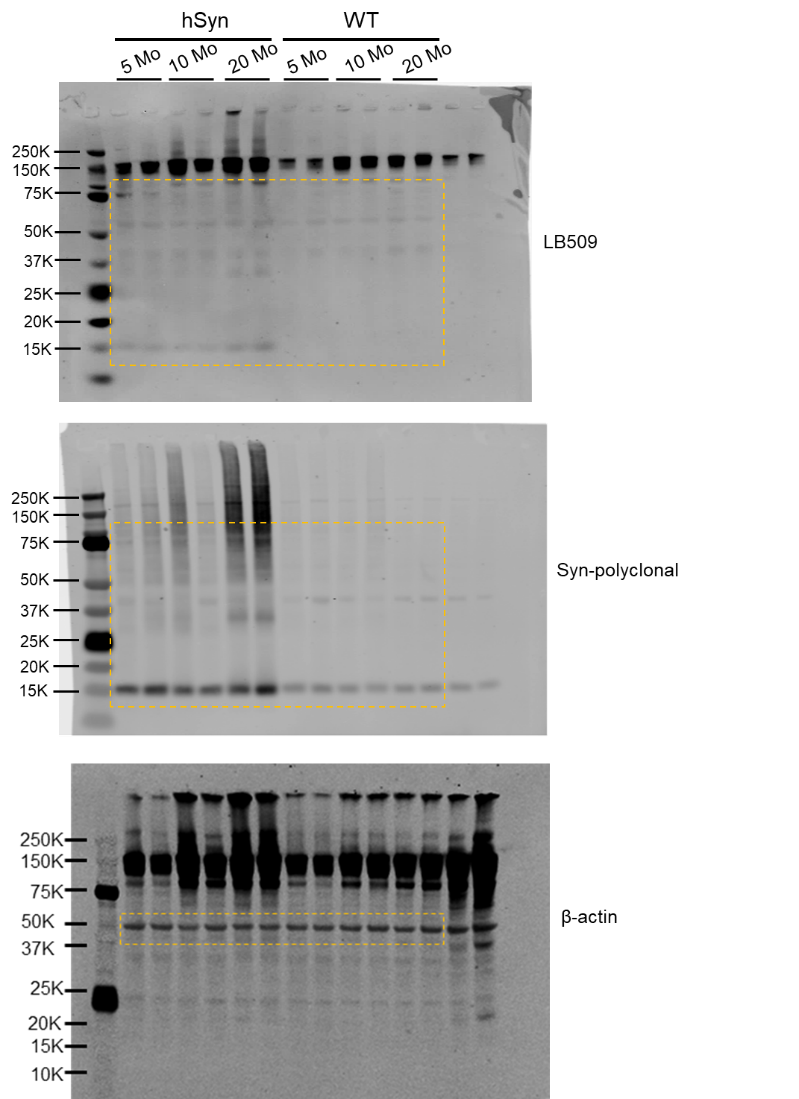 hSyn WT
5 Mo 10 Mo 20 Mo 5 Mo 10 Mo 20 Mo
250K
150K
75K
50K
37K
25K
20K
15K
LB509
250K
150K
75K
50K
37K
25K
20K
15K
Syn-polyclonal
250K
150K
75K
50K
37K
25K
20K
15K
10K
β-actin